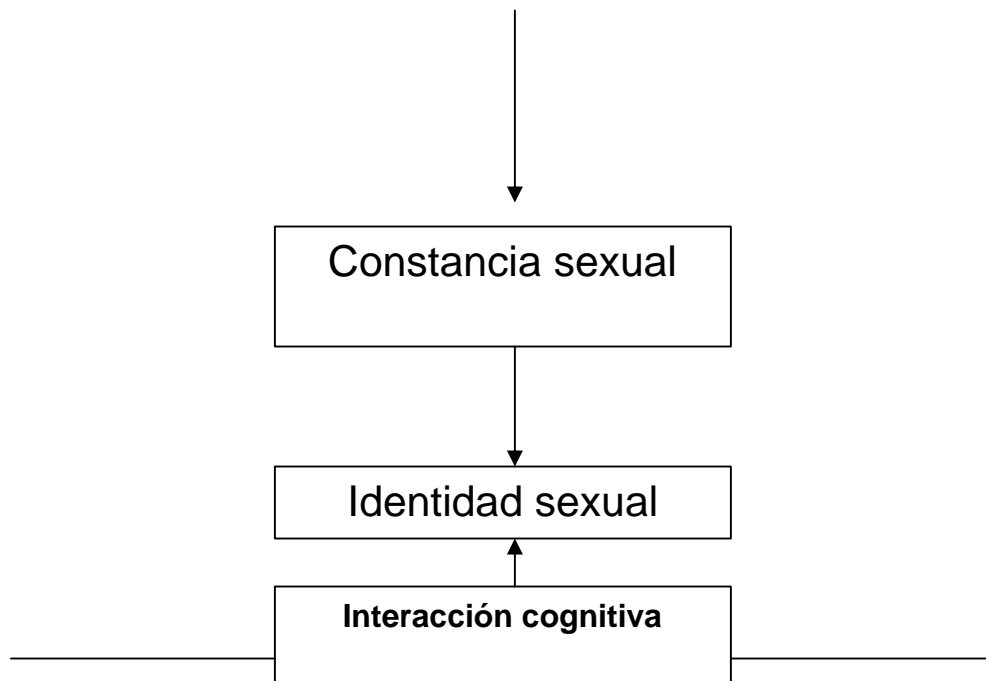 Constancia sexual
Identidad sexual
Interacción cognitiva